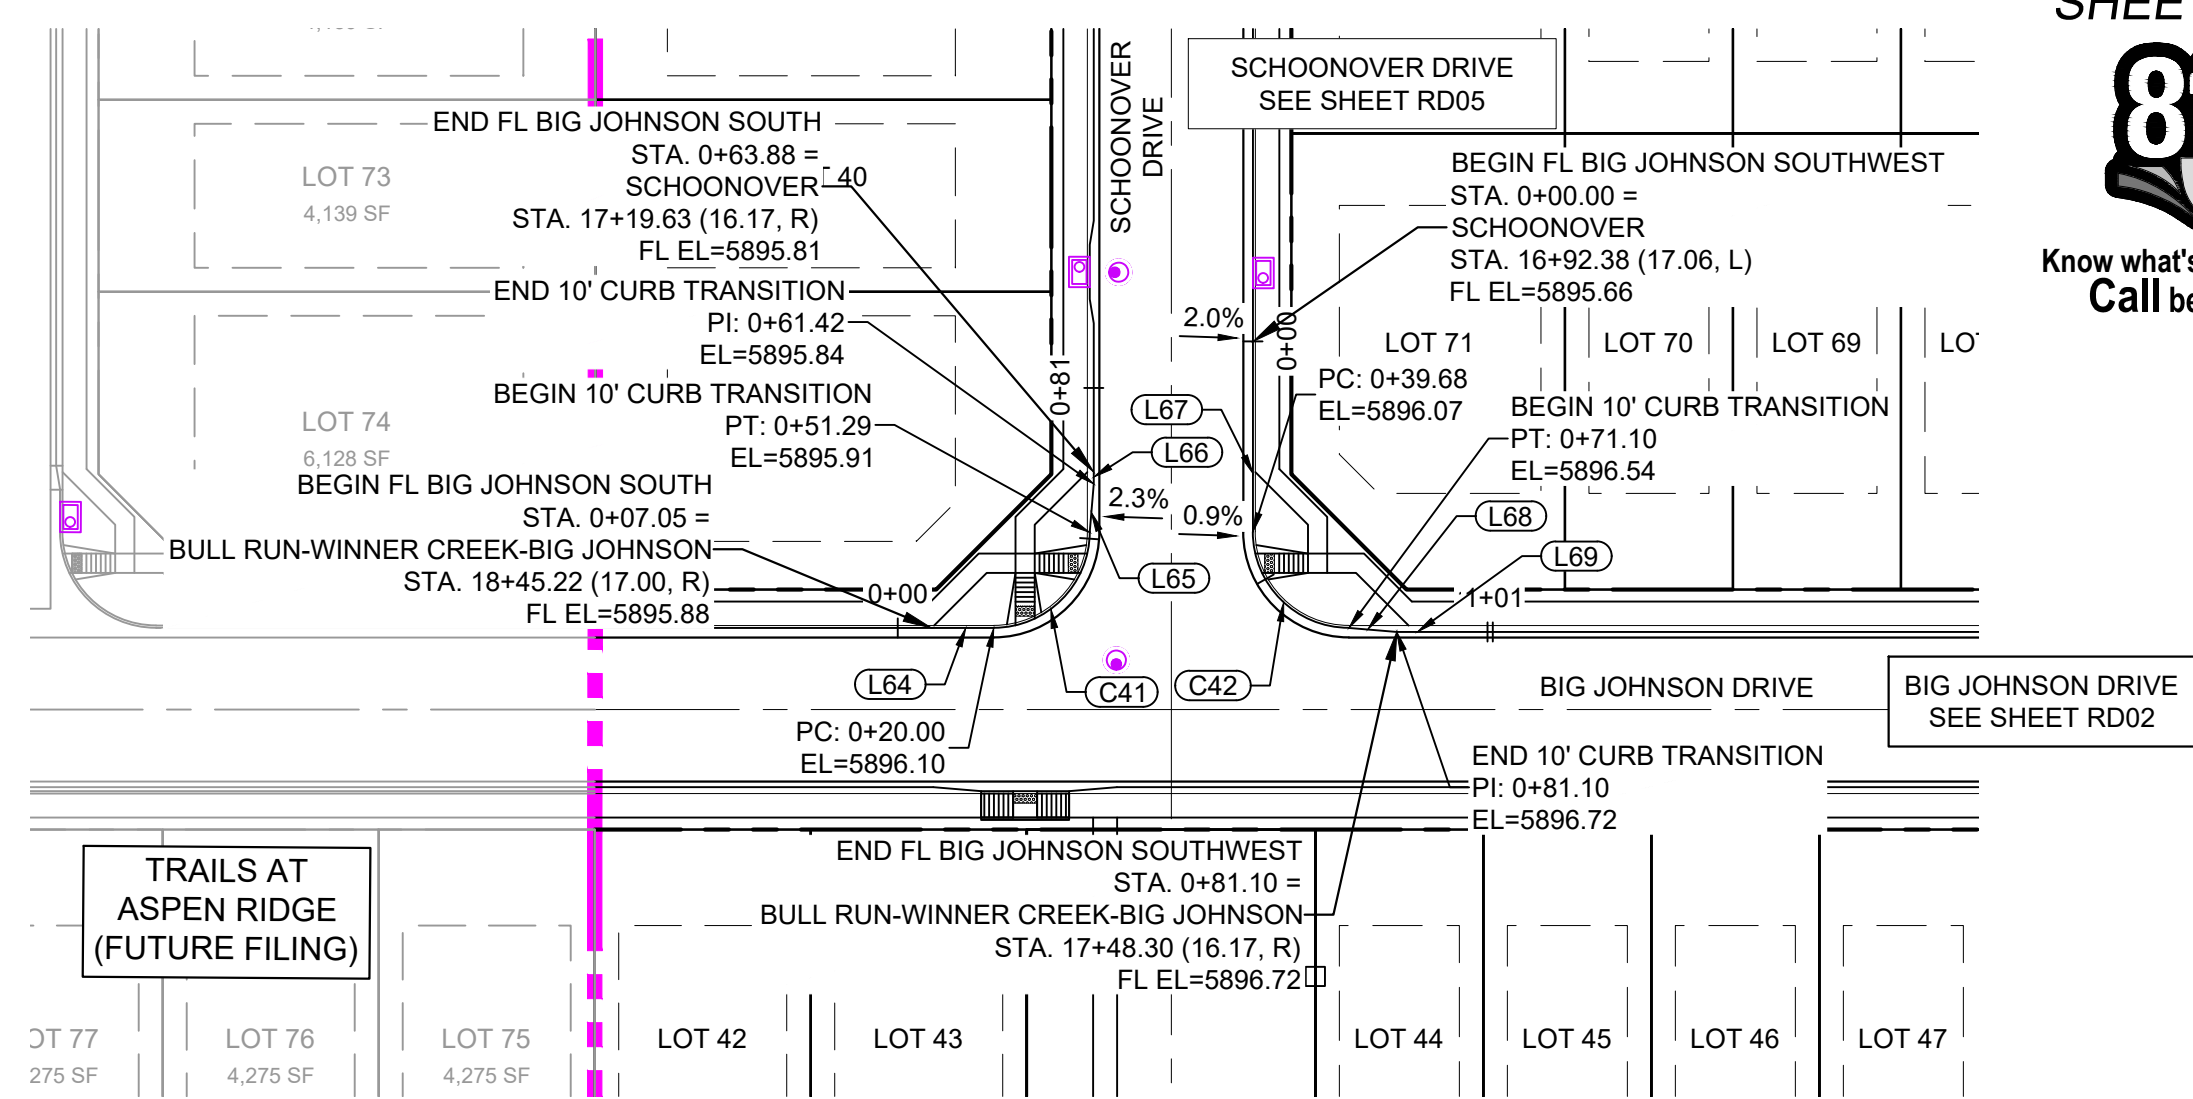 SCHOONOVER DRIVE
SEE SHEET RD05
SCHOONOVER
DRIVE
END FL BIG JOHNSON SOUTH
STA. 0+63.88 =
SCHOONOVER
STA. 17+19.63 (16.17, R)
FL EL=5895.81
40
LOT 73
4,139 SF
END 10' CURB TRANSITION
PI: 0+61.42
EL=5895.84
BEGIN 10' CURB TRANSITION
PT: 0+51.29
EL=5895.91
LOT 74
6,128 SF
BEGIN FL BIG JOHNSON SOUTH
STA. 0+07.05 =
BULL RUN-WINNER CREEK-BIG JOHNSON
STA. 18+45.22 (17.00, R)
FL EL=5895.88
0+00
0+81
BEGIN FL BIG JOHNSON SOUTHWEST
STA. 0+00.00 =
SCHOONOVER
STA. 16+92.38 (17.06, L)
FL EL=5895.66
2.0%
0+00
LOT 71
LOT 70
LOT 69
PC: 0+39.68
EL=5896.07
BEGIN 10' CURB TRANSITION
PT: 0+71.10
EL=5896.54
L67
L66
2.3%
0.9%
L68
L69
L65
1+01
L64
C41
C42
PC: 0+20.00
EL=5896.10
BIG JOHNSON DRIVE
BIG JOHNSON DRIVE
SEE SHEET RD02
END 10' CURB TRANSITION
PI: 0+81.10
EL=5896.72
END FL BIG JOHNSON SOUTHWEST
STA. 0+81.10 =
BULL RUN-WINNER CREEK-BIG JOHNSON
STA. 17+48.30 (16.17, R)
FL EL=5896.72
TRAILS AT
ASPEN RIDGE
(FUTURE FILING)
OT 77
275 SF
LOT 76
4,275 SF
LOT 75
4,275 SF
LOT 42
LOT 43
LOT 44
LOT 45
LOT 46
LOT 47
Know what's
Call be